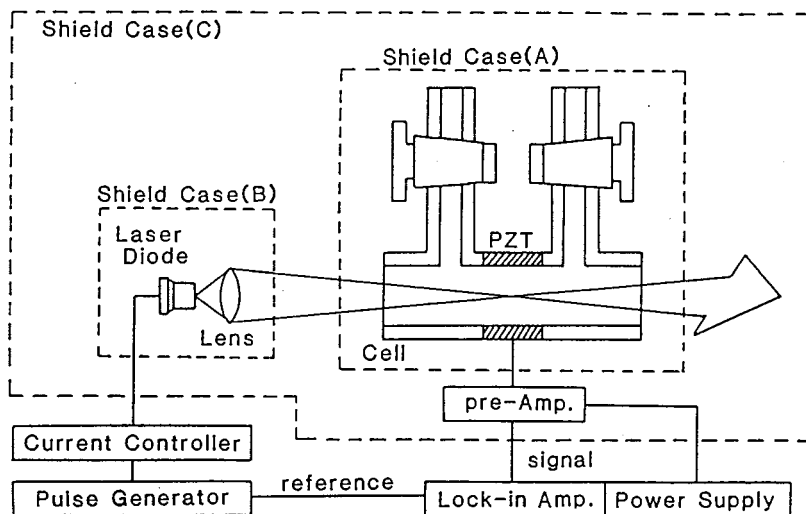 Shield Case(C)
Shield Case(A)
Shield Case(B)
Laser
Diode
PZT
Lens
Cell
pre-Amp.
Current Controller
signal
reference
Pulse Generator
Lock-in Amp.
Power Supply